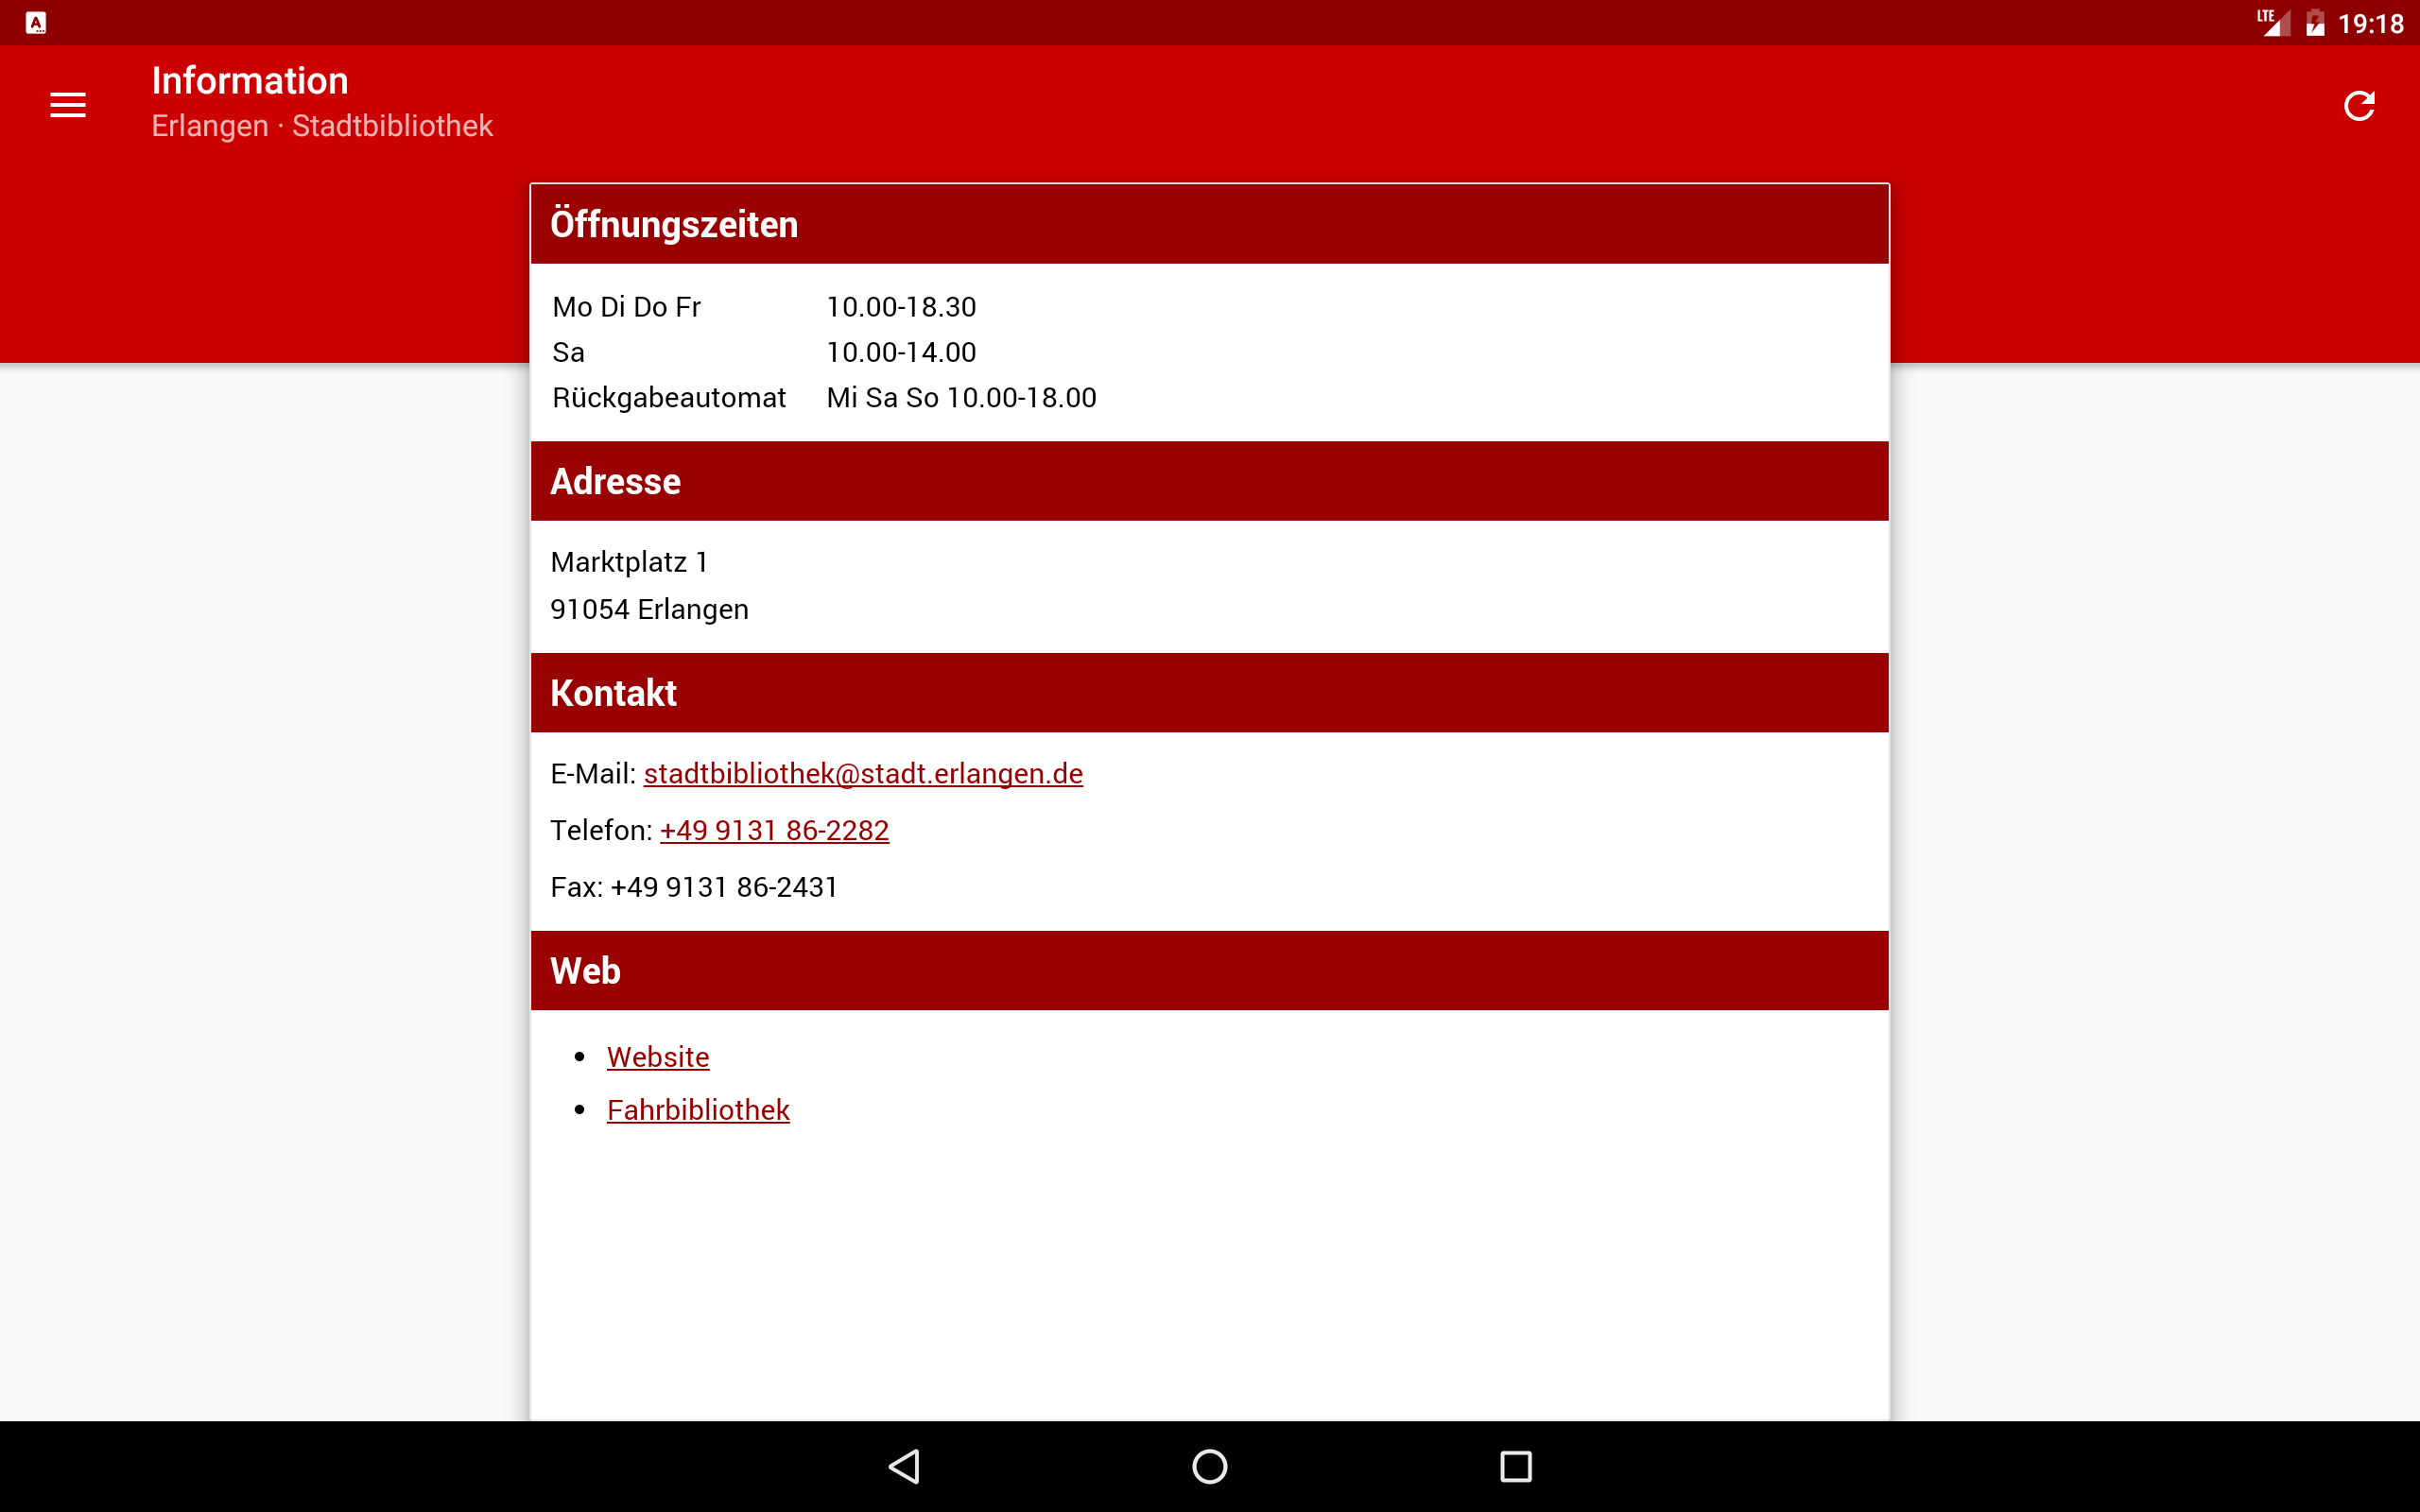 A
LTE
19:18
Information
Erlangen · Stadtbibliothek
Öffnungszeiten
Mo Di Do Fr 10.00-18.30
Sa 10.00-14.00
Rückgabeautomat Mi Sa So 10.00-18.00
Adresse
Marktplatz 1
91054 Erlangen
Kontakt
E-Mail: stadtbibliothek@stadt.erlangen.de
Telefon: +49 9131 86-2282
Fax: +49 9131 86-2431
Web
• Website
• Fahrbibliothek